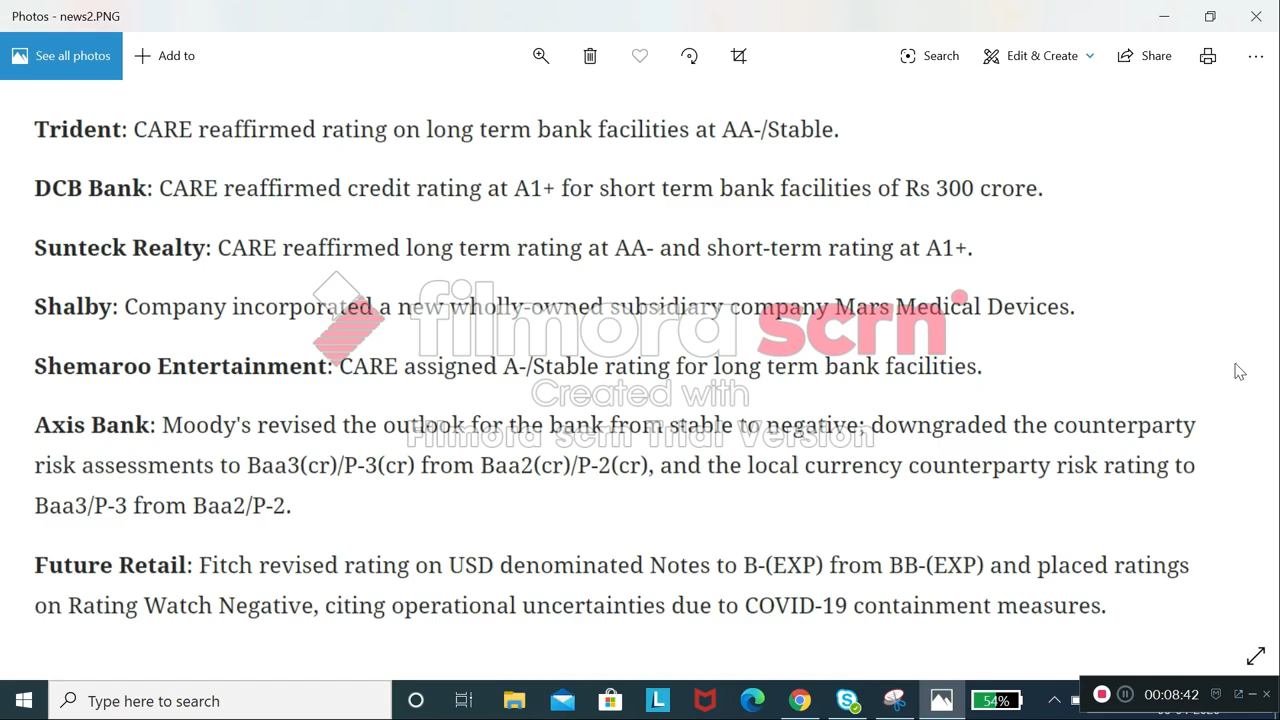 Photos - news2.PNG
See all photos
Add to
Search
Edit & Create
Share
Trident: CARE reaffirmed rating on long term bank facilities at AA-/Stable.
DCB Bank: CARE reaffirmed credit rating at A1+ for short term bank facilities of Rs 300 crore.
Sunteck Realty: CARE reaffirmed long term rating at AA- and short-term rating at A1+.
Shalby: Company incorporated a new wholly-owned subsidiary company Mars Medical Devices.
filmora scrn
Shemaroo Entertainment: CARE assigned A-/Stable rating for long term bank facilities.
Created with
Axis Bank: Moody's revised the outlook for the bank from stable to negative; downgraded the counterparty
Filmora Scrn Trial Version
risk assessments to Baa3(cr)/P-3(cr) from Baa2(cr)/P-2(cr), and the local currency counterparty risk rating to
Baa3/P-3 from Baa2/P-2.
Future Retail: Fitch revised rating on USD denominated Notes to B-(EXP) from BB-(EXP) and placed ratings
on Rating Watch Negative, citing operational uncertainties due to COVID-19 containment measures.
Type here to search
L
54%
00:08:42